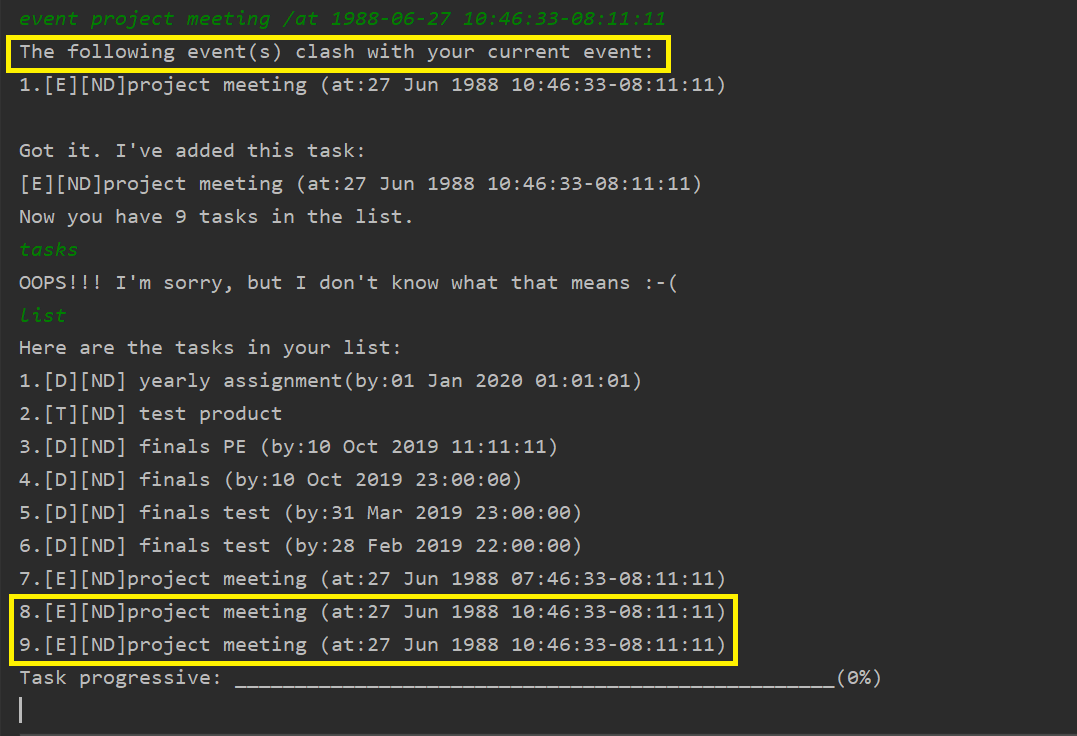 event project meeting /at 1988-06-27 10:46:33-08:11:11
The following event(s) clash with your current event:
1.[E][ND]project meeting (at:27 Jun 1988 10:46:33-08:11:11)
Got it. I've added this task:
[E][ND]project meeting (at:27 Jun 1988 10:46:33-08:11:11)
Now you have 9 tasks in the list.
tasks
OOPS!!! I'm sorry, but I don't know what that means :-(
list
Here are the tasks in your list:
1.[D][ND] yearly assignment(by:01 Jan 2020 01:01:01)
2.[T][ND] test product
3.[D][ND] finals PE (by:10 Oct 2019 11:11:11)
4.[D][ND] finals (by:10 Oct 2019 23:00:00)
5.[D][ND] finals test (by:31 Mar 2019 23:00:00)
6.[D][ND] finals test (by:28 Feb 2019 22:00:00)
7.[E][ND]project meeting (at:27 Jun 1988 07:46:33-08:11:11)
8.[E][ND]project meeting (at:27 Jun 1988 10:46:33-08:11:11)
9.[E][ND]project meeting (at:27 Jun 1988 10:46:33-08:11:11)
Task progressive: __________________________________________________(0%)